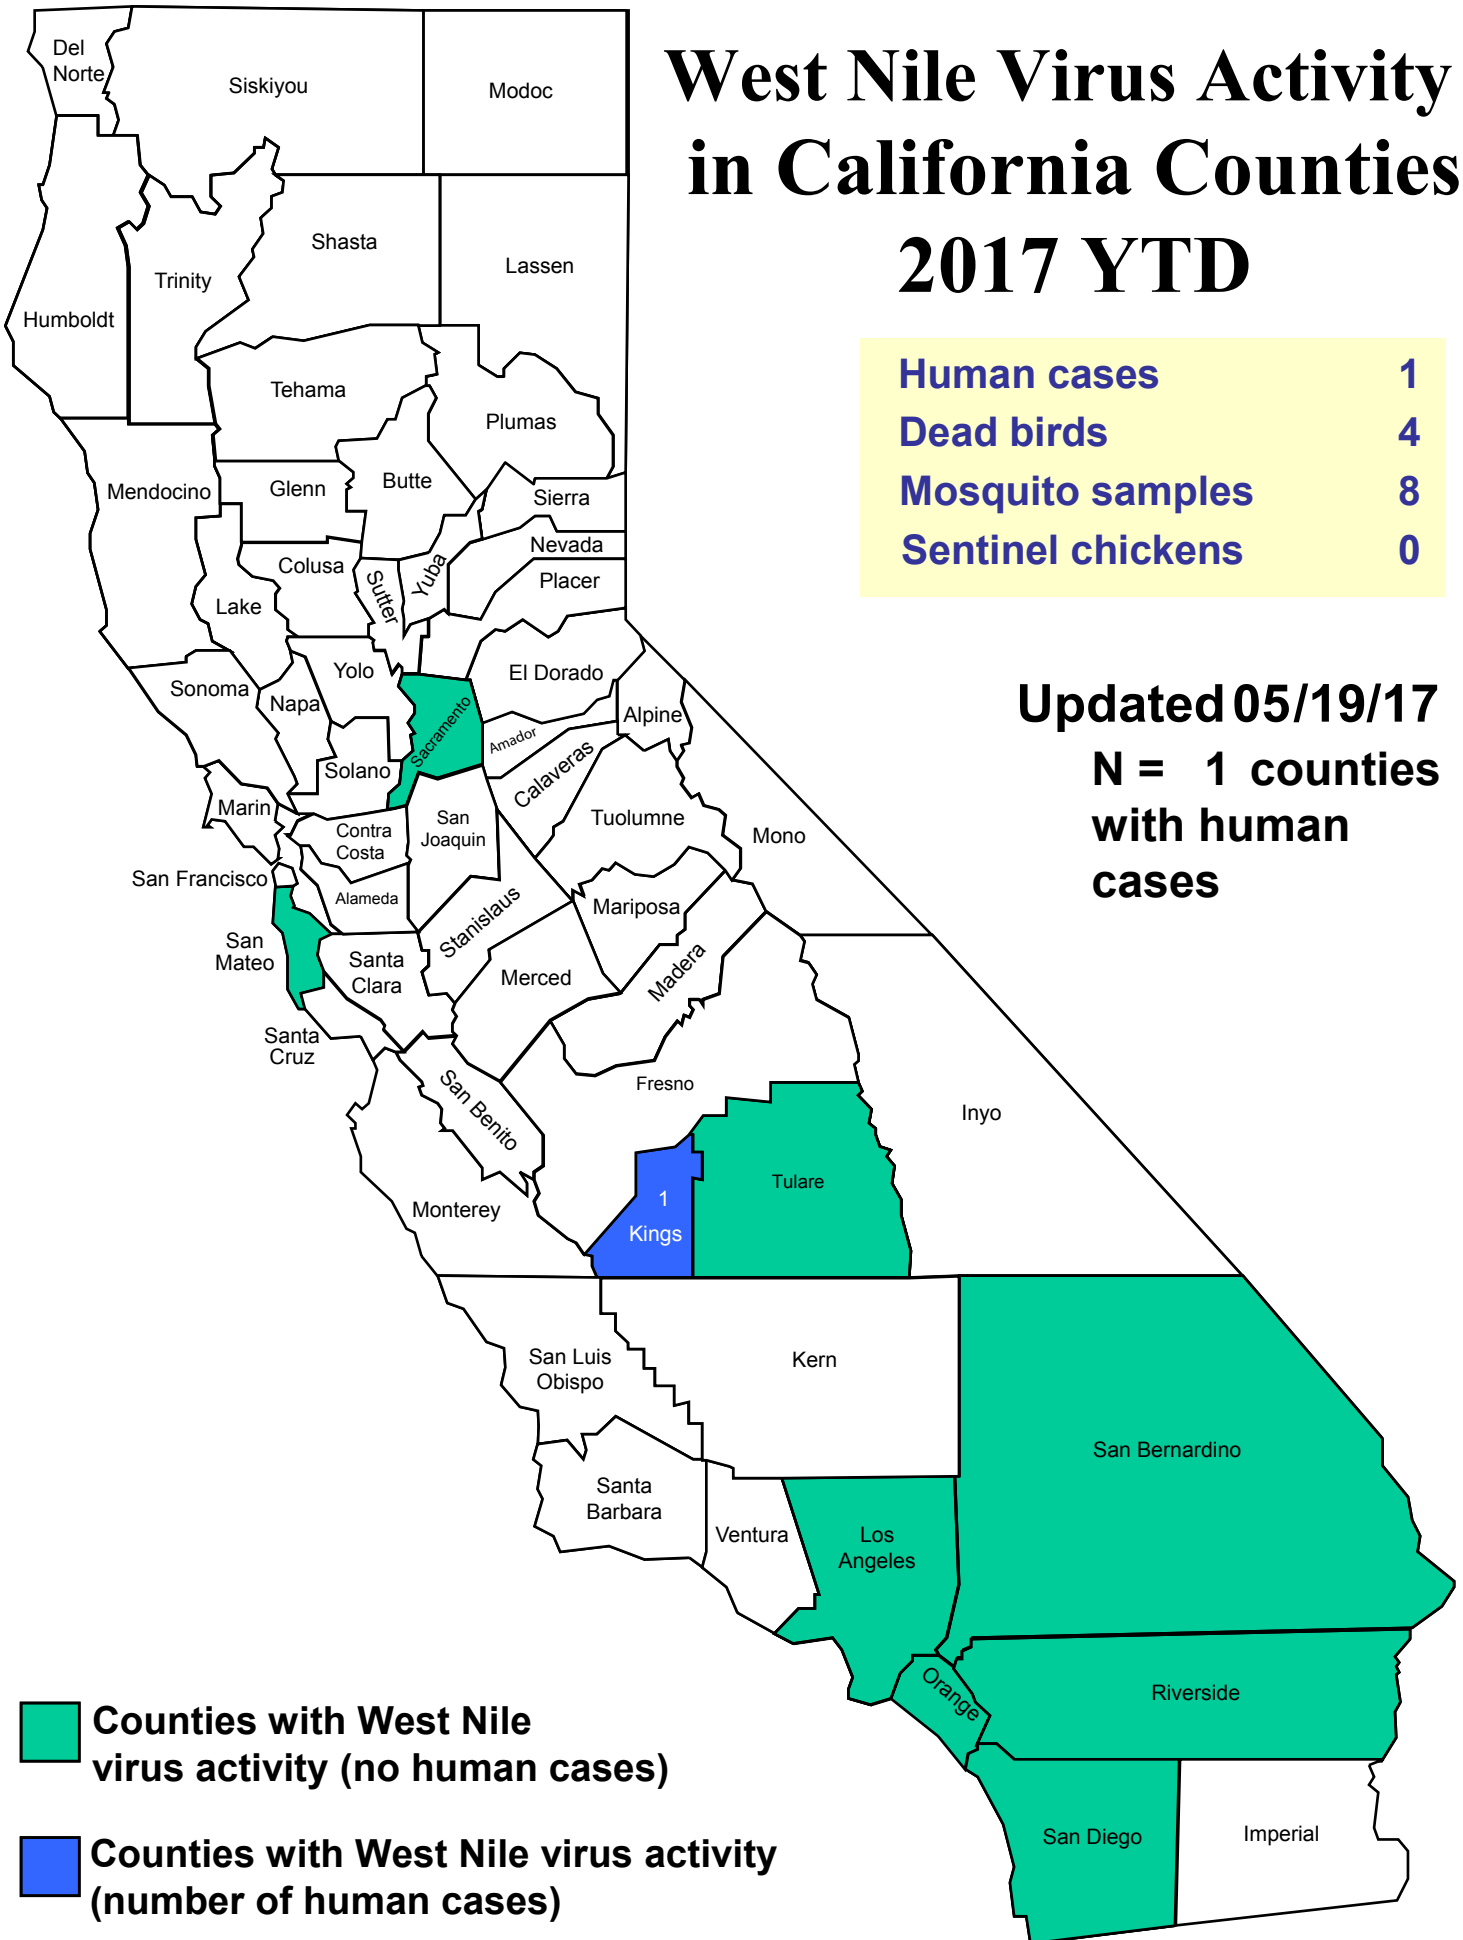 West Nile Virus Activity
in California Counties
2017 YTD
Human cases 1
Dead birds 4
Mosquito samples 8
Sentinel chickens 0
Updated 05/19/17
N = 1 counties
with human
cases
Del
Norte
Siskiyou
Modoc
Shasta
Lassen
Trinity
Humboldt
Tehama
Plumas
Mendocino
Glenn
Butte
Sierra
Nevada
Colusa
Sutter
Yuba
Placer
Lake
Yolo
El Dorado
Sonoma
Napa
Sacramento
Amador
Alpine
Solano
Calaveras
Marin
Contra
Costa
San
Joaquin
Tuolumne
Mono
San Francisco
Alameda
Stanislaus
Mariposa
San
Mateo
Santa
Clara
Merced
Madera
Santa
Cruz
San Benito
Fresno
Inyo
Monterey
1
Kings
Tulare
San Luis
Obispo
Kern
San Bernardino
Santa
Barbara
Ventura
Los
Angeles
Orange
Riverside
San Diego
Imperial
Counties with West Nile
virus activity (no human cases)
Counties with West Nile virus activity
(number of human cases)